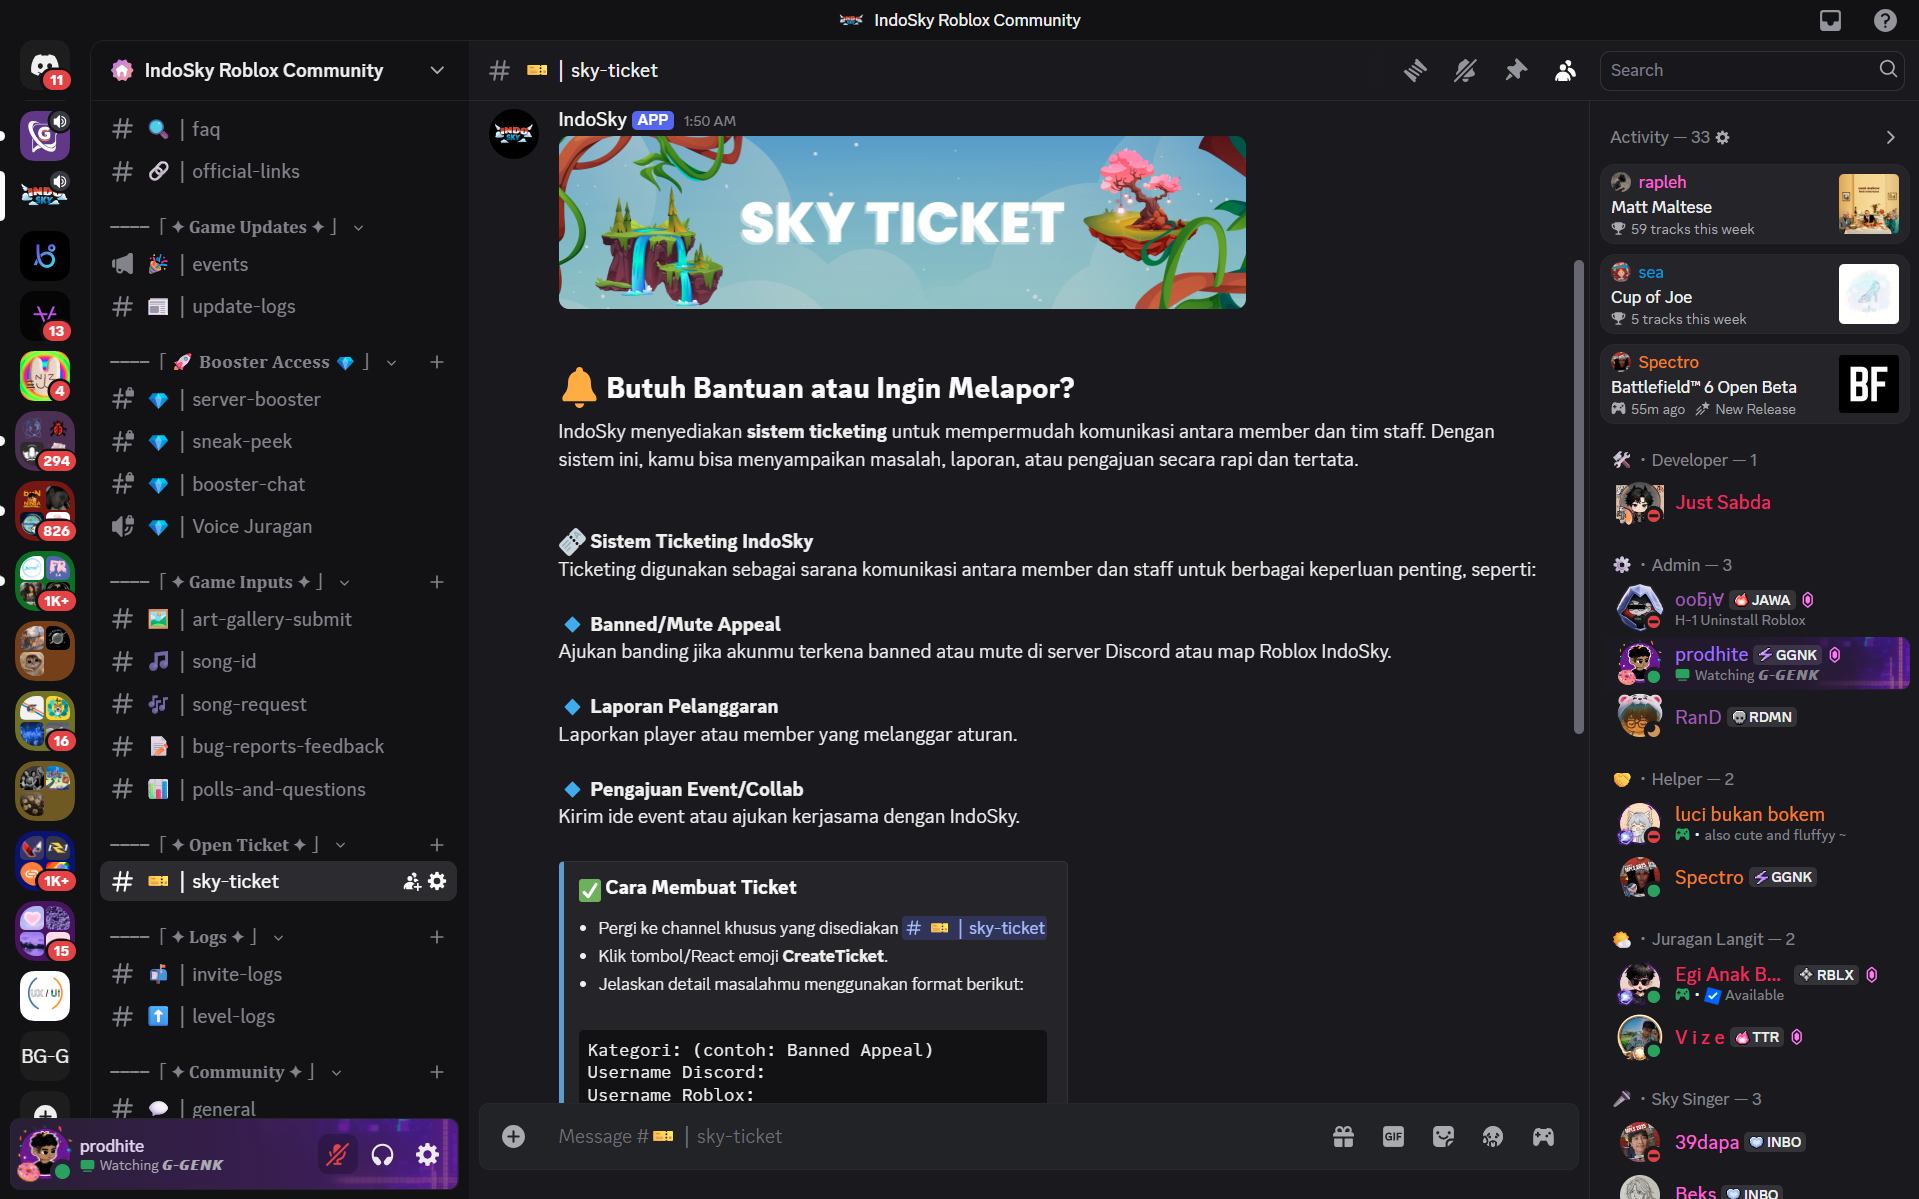 IndoSky Roblox Community
11
13
4
294
826
1K+
16
1K+
15
UX / UI
BG-G
IndoSky Roblox Community
# | faq
# | official-links
──── ⌈ ✦ Game Updates ✦ ⌋
| events
# | update-logs
──── ⌈ 🚀 Booster Access 💎 ⌋
| server-booster
| sneak-peek
| booster-chat
| Voice Juragan
──── ⌈ ✦ Game Inputs ✦ ⌋
# | art-gallery-submit
# | song-id
# | song-request
# | bug-reports-feedback
# | polls-and-questions
──── ⌈ ✦ Open Ticket ✦ ⌋
# | sky-ticket
──── ⌈ ✦ Logs ✦ ⌋
# | invite-logs
# | level-logs
──── ⌈ ✦ Community ✦ ⌋
# | general
prodhite
Watching G-GENK
# 🎫 | sky-ticket
IndoSky APP 1:50 AM
SKY TICKET
Butuh Bantuan atau Ingin Melapor?
IndoSky menyediakan sistem ticketing untuk mempermudah komunikasi antara member dan tim staff. Dengan
sistem ini, kamu bisa menyampaikan masalah, laporan, atau pengajuan secara rapi dan tertata.
Sistem Ticketing IndoSky
Ticketing digunakan sebagai sarana komunikasi antara member dan staff untuk berbagai keperluan penting, seperti:
Banned/Mute Appeal
Ajukan banding jika akunmu terkena banned atau mute di server Discord atau map Roblox IndoSky.
Laporan Pelanggaran
Laporkan player atau member yang melanggar aturan.
Pengajuan Event/Collab
Kirim ide event atau ajukan kerjasama dengan IndoSky.
Cara Membuat Ticket
• Pergi ke channel khusus yang disediakan # 🎫 | sky-ticket
• Klik tombol/React emoji CreateTicket.
• Jelaskan detail masalahmu menggunakan format berikut:
Kategori: (contoh: Banned Appeal)
Username Discord:
Username Roblox:
Message #🎫 | sky-ticket
GIF
Search
Activity — 33
rapleh
Matt Maltese
59 tracks this week
sea
Cup of Joe
5 tracks this week
Spectro
Battlefield™ 6 Open Beta
55m ago New Release
BF
🛠 · Developer — 1
Just Sabda
· Admin — 3
JAWA
H-1 Uninstall Roblox
prodhite GGNK
Watching G-GENK
RanD RDMN
· Helper — 2
luci bukan bokem
• also cute and fluffyy ~
Spectro GGNK
· Juragan Langit — 2
Egi Anak B... RBLX
• Available
V i z e TTR
· Sky Singer — 3
39dapa INBO
Beks INBO